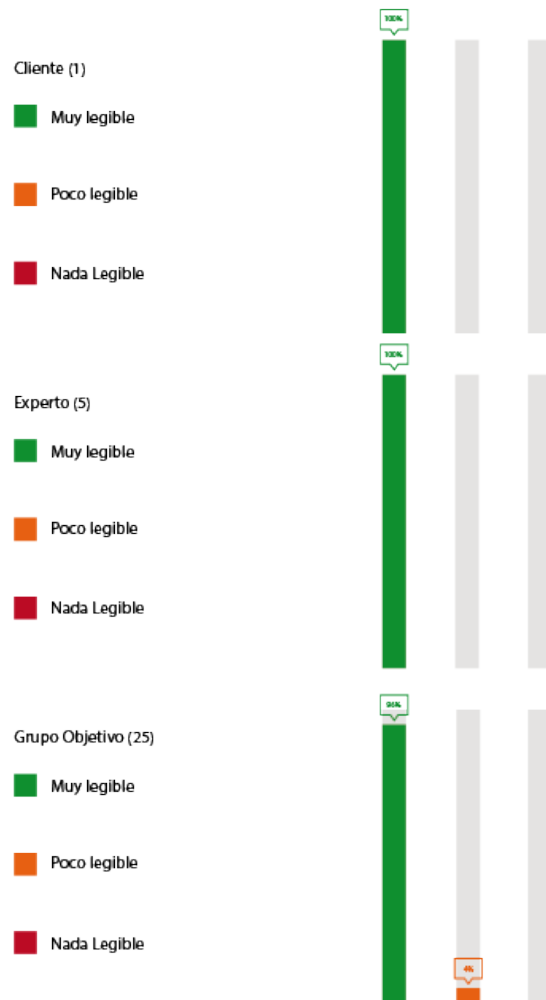 100%
Cliente (1)
Muy legible
Poco legible
Nada Legible
100%
Experto (5)
Muy legible
Poco legible
Nada Legible
96%
Grupo Objetivo (25)
Muy legible
Poco legible
Nada Legible
4%